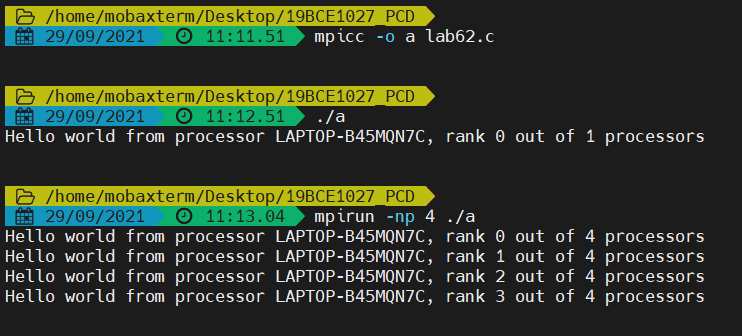 /home/mobaxterm/Desktop/19BCE1027_PCD
29/09/2021 11:11.51 mpicc -o a lab62.c
/home/mobaxterm/Desktop/19BCE1027_PCD
29/09/2021 11:12.51 ./a
Hello world from processor LAPTOP-B45MQN7C, rank 0 out of 1 processors
/home/mobaxterm/Desktop/19BCE1027_PCD
29/09/2021 11:13.04 mpirun -np 4 ./a
Hello world from processor LAPTOP-B45MQN7C, rank 0 out of 4 processors
Hello world from processor LAPTOP-B45MQN7C, rank 1 out of 4 processors
Hello world from processor LAPTOP-B45MQN7C, rank 2 out of 4 processors
Hello world from processor LAPTOP-B45MQN7C, rank 3 out of 4 processors